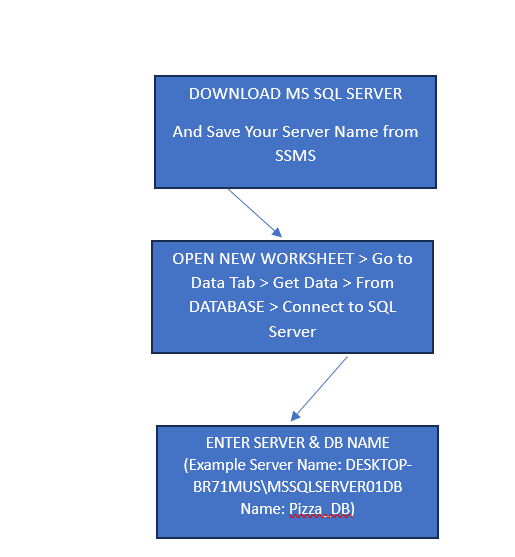 DOWNLOAD MS SQL SERVER
And Save Your Server Name from
SSMS
OPEN NEW WORKSHEET > Go to
Data Tab > Get Data > From
DATABASE > Connect to SQL
Server
ENTER SERVER & DB NAME
(Example Server Name: DESKTOP-
BR71MUS\MSSQLSERVER01DB
Name: Pizza_DB)